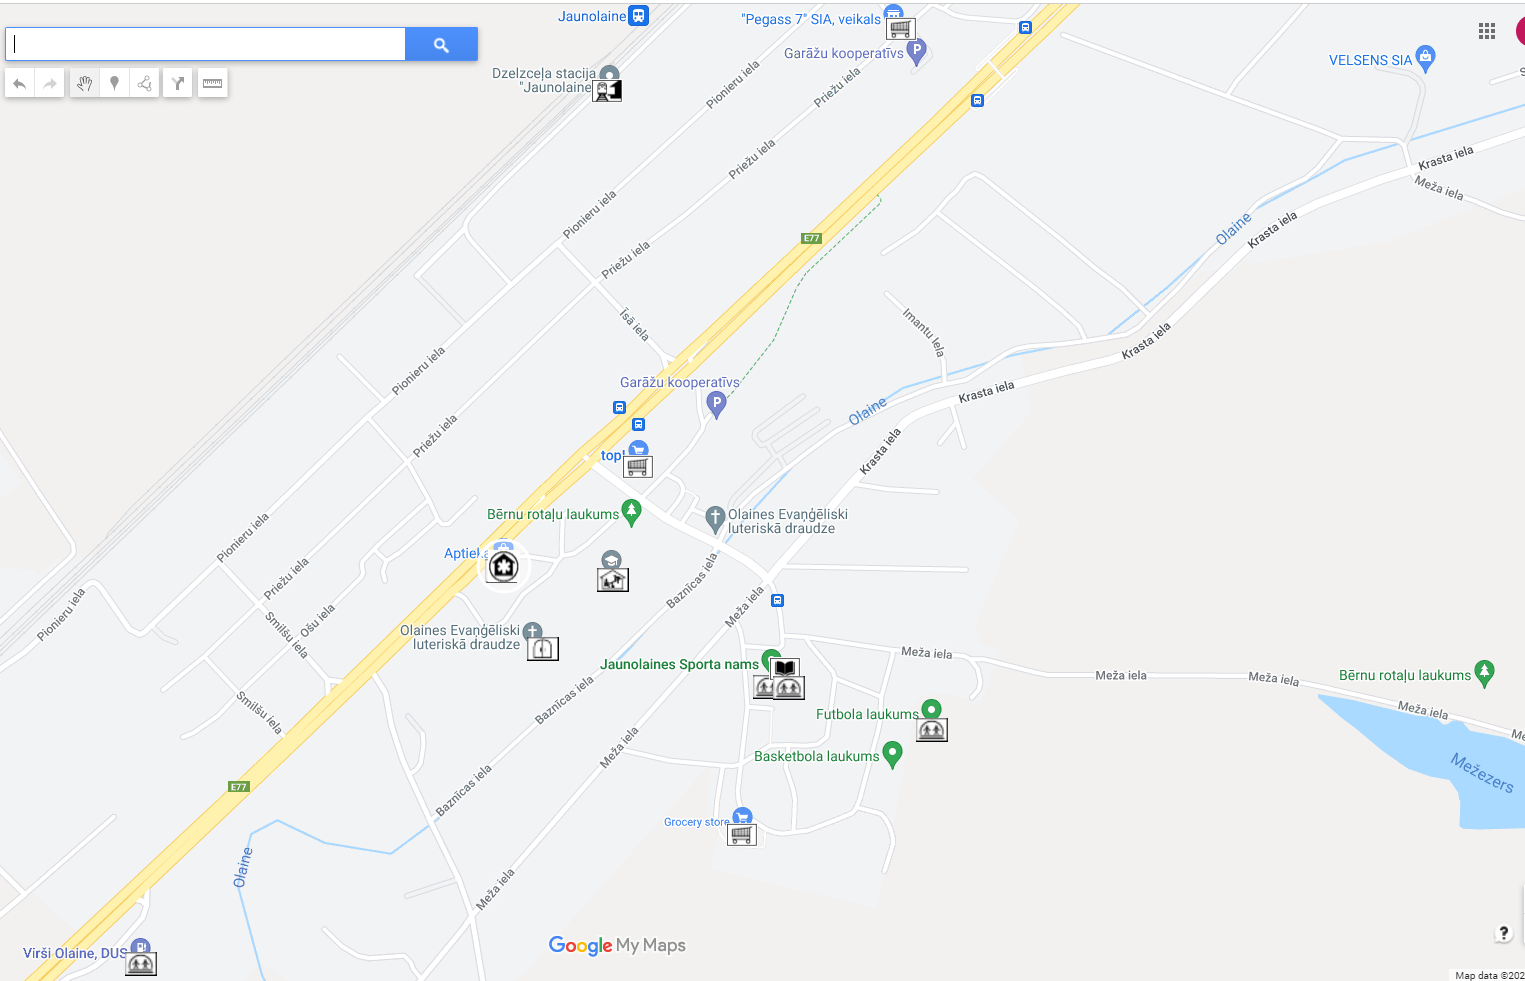 Jaunolaine
"Pegass 7" SIA, veikals
Garāžu kooperatīvs
VELSENS SIA
Dzelzceļa stacija
"Jaunolaine
Pionieru iela
Priežu iela
Priežu iela
Krasta iela
Meža iela
Pionieru iela
Olaine
Krasta iela
E77
Priežu iela
Īsā iela
Imantu Iela
Krasta iela
Pionieru iela
Garāžu kooperatīvs
Krasta iela
Olaine
Priežu iela
top!
Krasta iela
Bērnu rotaļu laukums
Olaines Evaņģēliski
luteriskā draudze
Pionieru iela
Aptieka
Priežu iela
Baznīcas iela
Meža iela
Pionieru iela
Smilšu iela
Ošu iela
Olaines Evaņģēliski
luteriskā draudze
Jaunolaines Sporta nams
Meža iela
Meža iela
Meža iela
Bērnu rotaļu laukums
Baznīcas iela
Smilšu iela
Futbola laukums
Meža iela
Meža iela
Basketbola laukums
Mežezers
E77
Baznīcas iela
Grocery store
Olaine
Meža iela
Virši Olaine, DUS
Google My Maps
?
Map data ©202